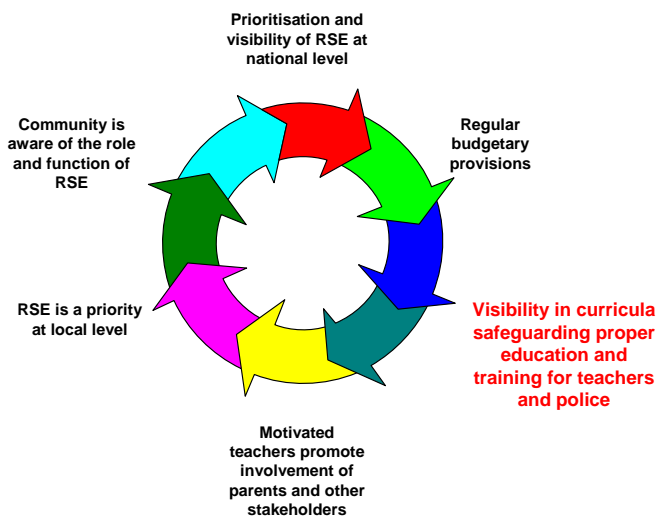 Prioritisation and
visibility of RSE at
national level
Regular
budgetary
provisions
Visibility in curricula
safeguarding proper
education and
training for teachers
and police
Motivated
teachers promote
involvement of
parents and other
stakeholders
RSE is a priority
at local level
Community is
aware of the role
and function of
RSE